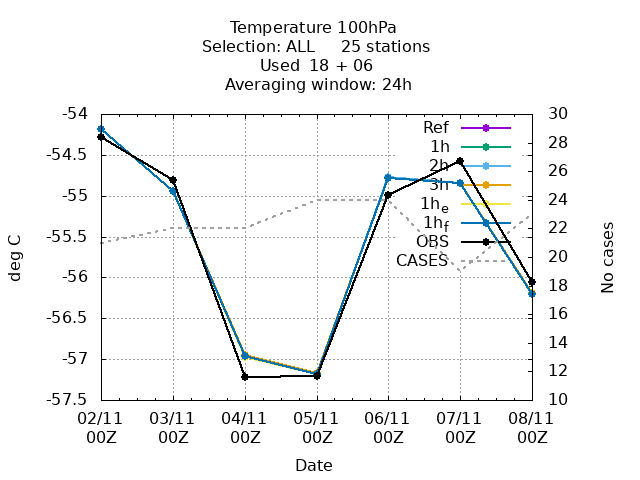 Temperature 100hPa
Selection: ALL 25 stations
Used 18 + 06
Averaging window: 24h
-54
-54.5
-55
-55.5
-56
-56.5
-57
-57.5
deg C
30
28
26
24
22
20
18
16
14
12
10
No cases
Ref
1h
2h
3h
1he
1hf
OBS
CASES
02/11 03/11 04/11 05/11 06/11 07/11 08/11
00Z 00Z 00Z 00Z 00Z 00Z 00Z
Date